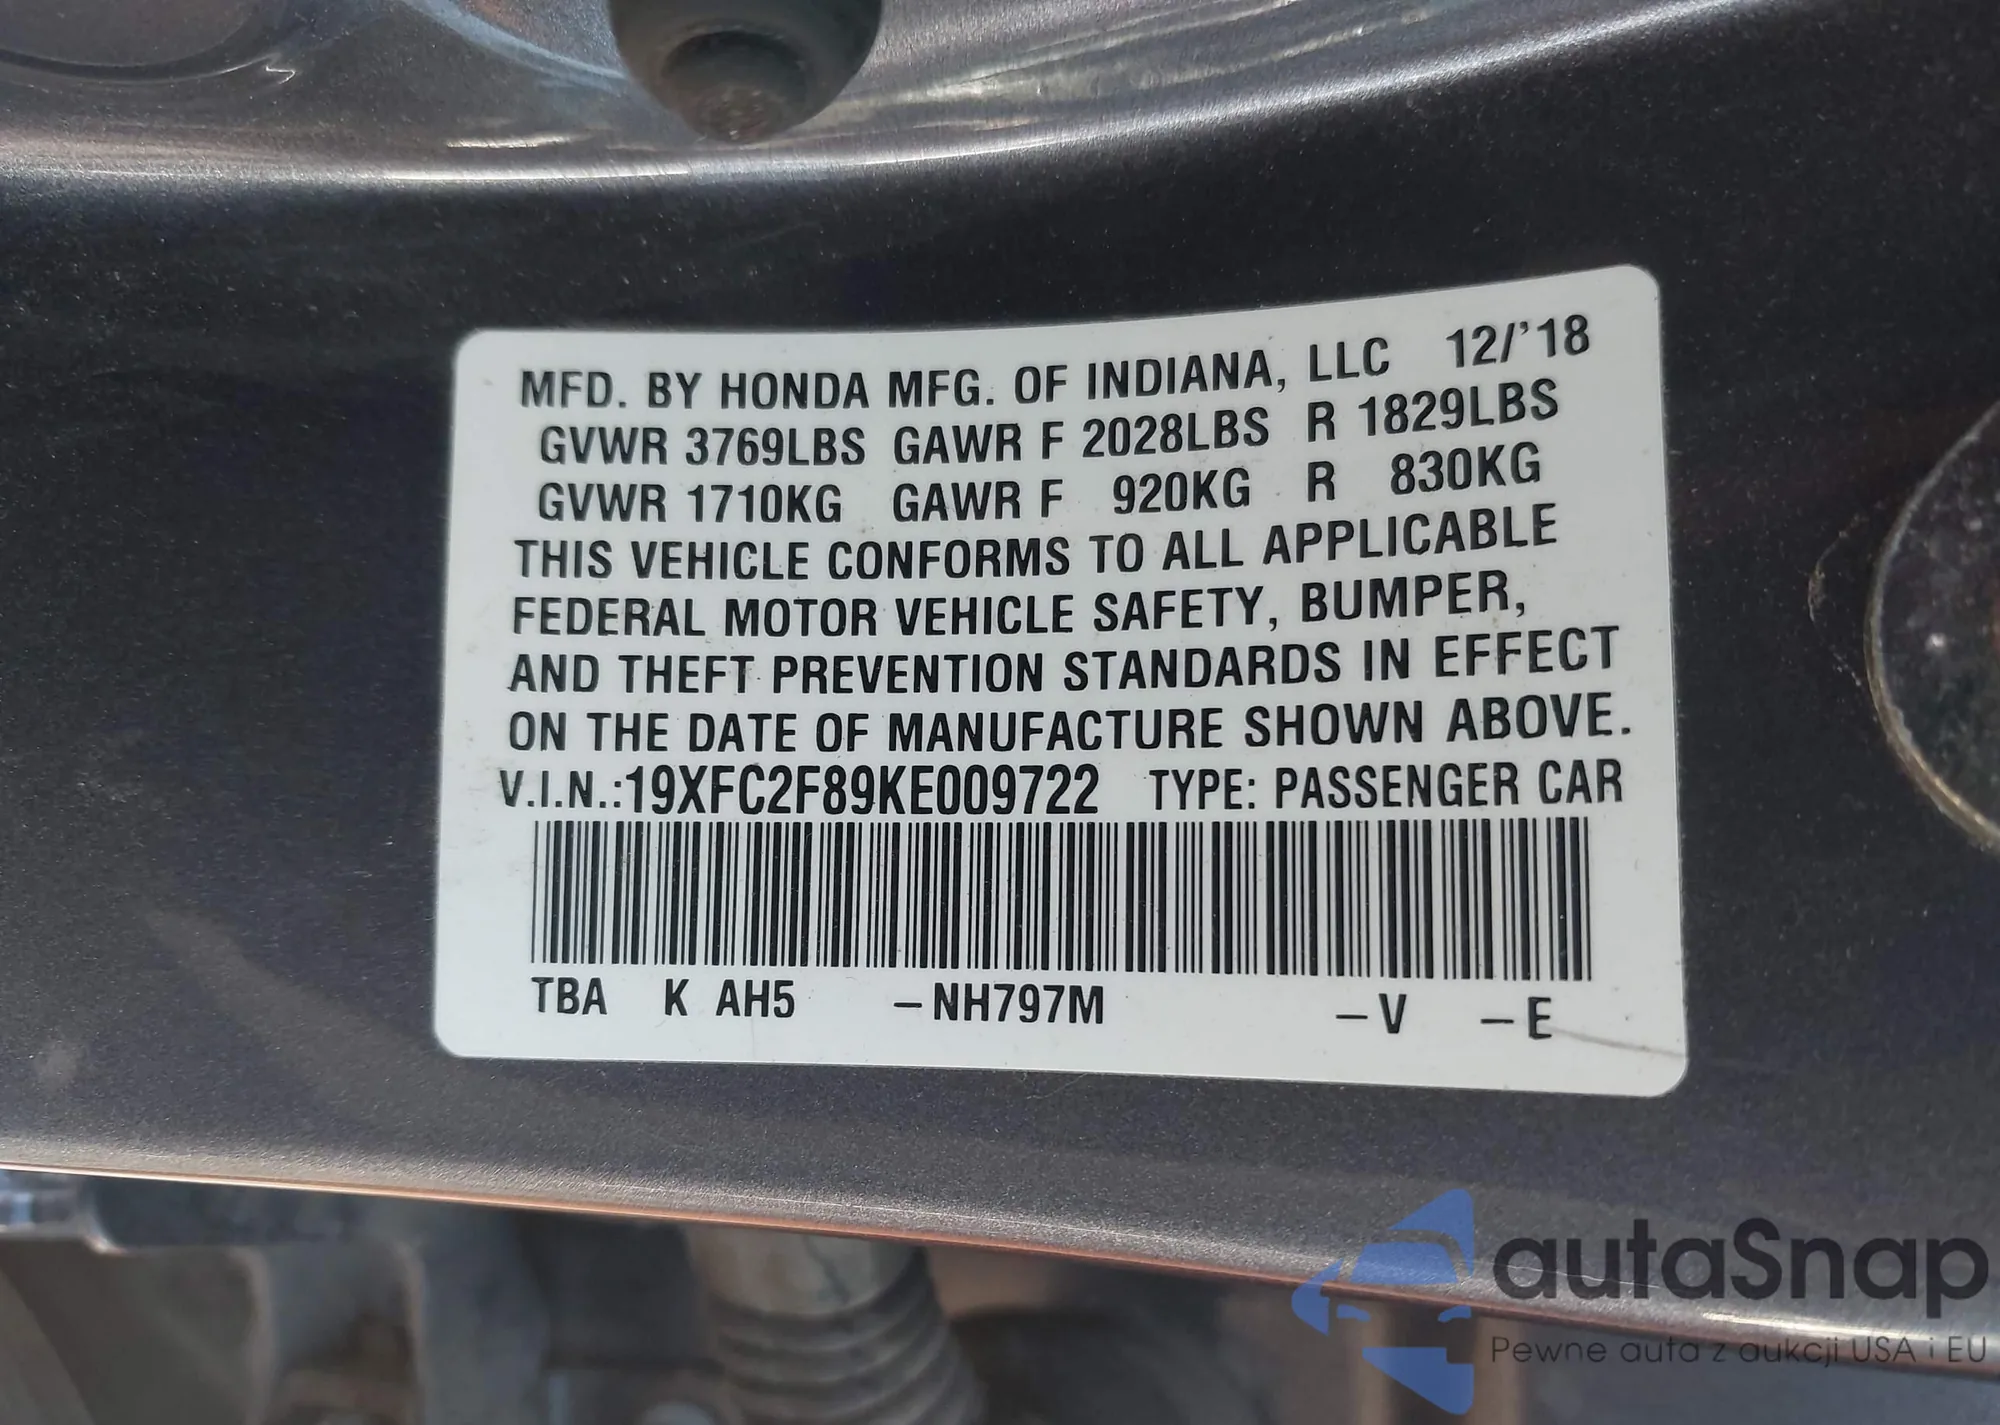 MFD. BY HONDA MFG. OF INDIANA, LLC 12/'18
GVWR 3769LBS GAWR F 2028LBS R 1829LBS
GVWR 1710KG GAWR F 920KG R 830KG
THIS VEHICLE CONFORMS TO ALL APPLICABLE
FEDERAL MOTOR VEHICLE SAFETY, BUMPER,
AND THEFT PREVENTION STANDARDS IN EFFECT
ON THE DATE OF MANUFACTURE SHOWN ABOVE.
V.I.N.:19XFC2F89KE009722 TYPE: PASSENGER CAR
TBA K AH5 –NH797M –V –E
autaSnap
Pewne auta z aukcji USA i EU